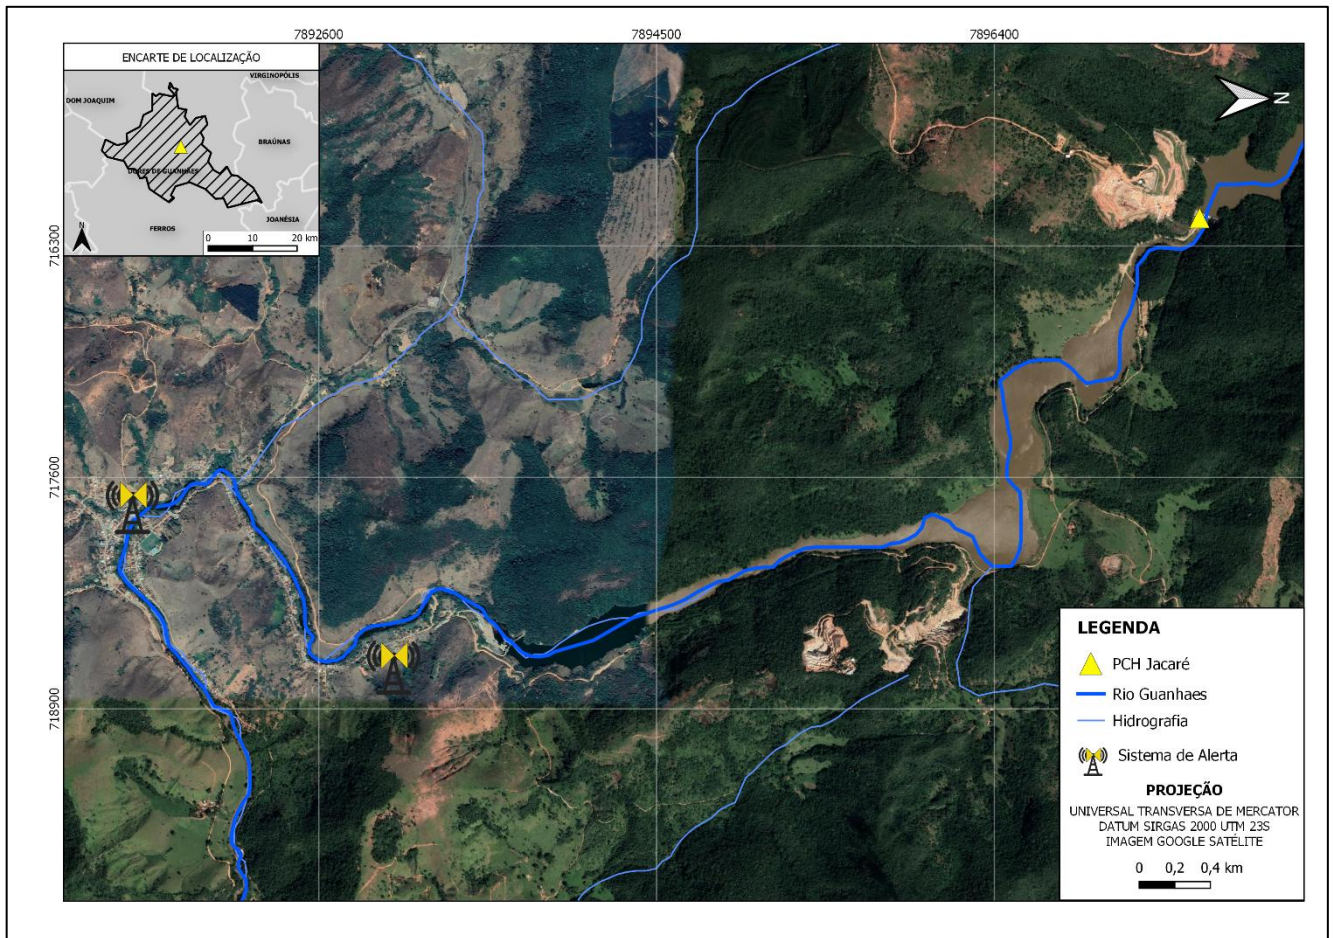 7892600
7894500
7896400
ENCARTE DE LOCALIZAÇÃO
VIRGINOPÓLIS
DOM JOAQUIM
BRAÚNAS
DORES DE GUANHAES
JOANÉSIA
FERROS
N
0 10 20 km
N
716300
717600
718900
LEGENDA
PCH Jacaré
Rio Guanhaes
Hidrografia
Sistema de Alerta
PROJEÇÃO
UNIVERSAL TRANSVERSA DE MERCATOR
DATUM SIRGAS 2000 UTM 23S
IMAGEM GOOGLE SATÉLITE
0 0,2 0,4 km